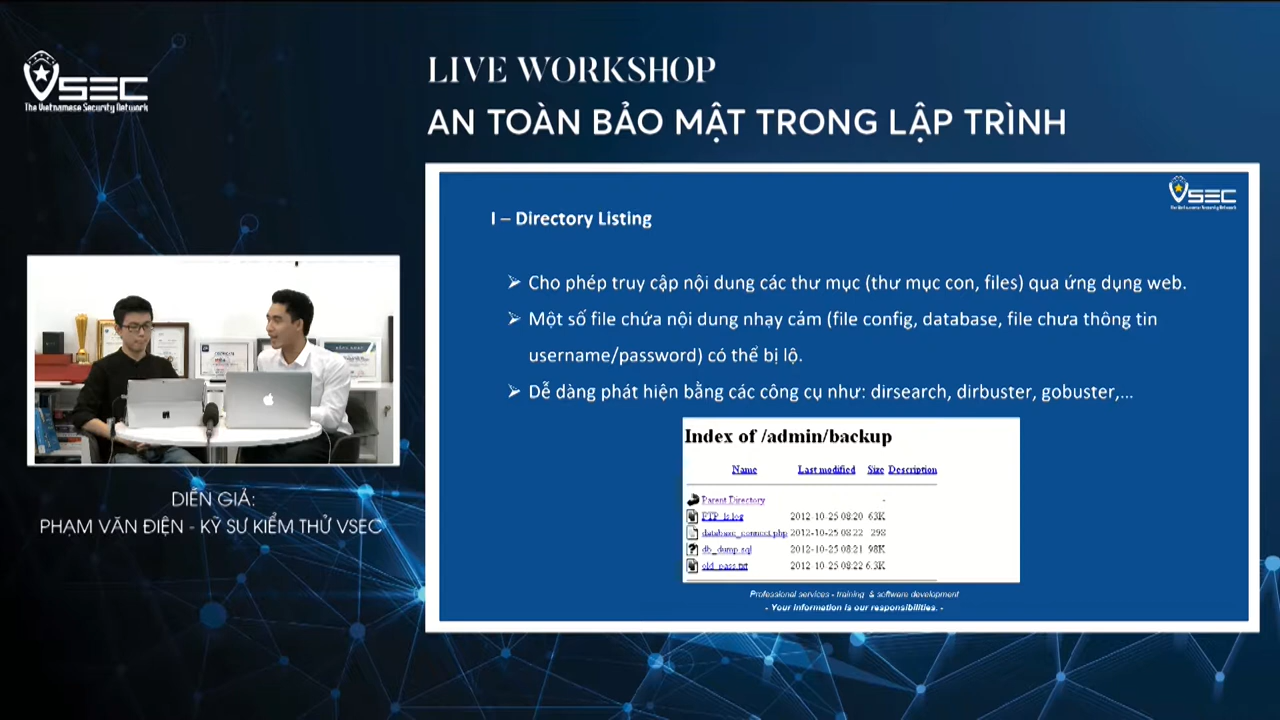 VSEC
The Vietnamese Security Network
LIVE WORKSHOP
AN TOÀN BẢO MẬT TRONG LẬP TRÌNH
VSEC
The Vietnamese Security Network
I – Directory Listing
➢ Cho phép truy cập nội dung các thư mục (thư mục con, files) qua ứng dụng web.
➢ Một số file chứa nội dung nhạy cảm (file config, database, file chưa thông tin
username/password) có thể bị lộ.
➢ Dễ dàng phát hiện bằng các công cụ như: dirsearch, dirbuster, gobuster,...
Index of /admin/backup
Name Last modified Size Description
Parent Directory -
FTP_ls.log 2012-10-25 08:20 63K
database_connect.php 2012-10-25 08:22 298
db_dump.sql 2012-10-25 08:21 98K
old_pass.txt 2012-10-25 08:22 6.3K
Professional services - training & software development
- Your information is our responsibilities. -
DIỄN GIẢ:
PHẠM VĂN ĐIỆN - KỸ SƯ KIỂM THỬ VSEC